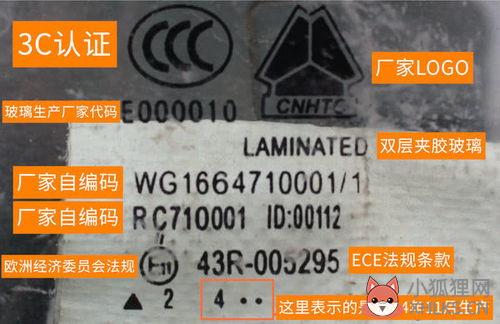 3C认证
CCC
CNHTC
厂家LOGO
玻璃生产厂家代码
E000010
LAMINATED
双层夹胶玻璃
厂家自编码
WG1664710001/1
厂家自编码
RC710001 ID:00112
欧洲经济委员会法规
43R-005295
ECE法规条款
▲ 2 4 ••
这里表示的是
小狐狸网